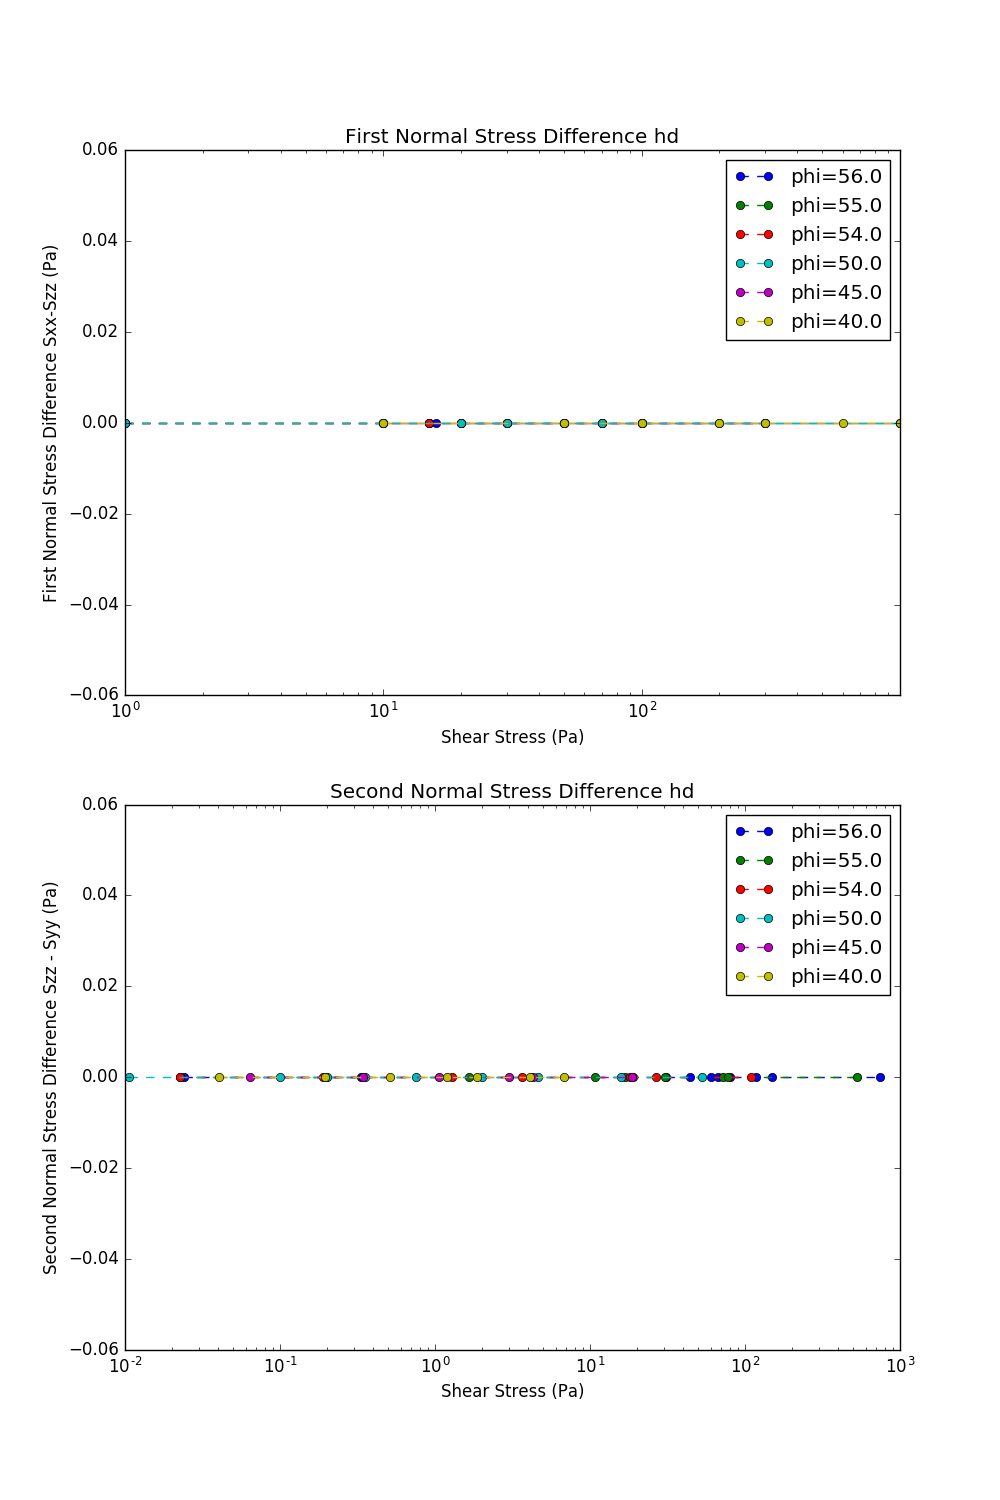 First Normal Stress Difference hd
0.06
0.04
0.02
0.00
−0.02
−0.04
−0.06
First Normal Stress Difference Sxx-Szz (Pa)
phi=56.0
phi=55.0
phi=54.0
phi=50.0
phi=45.0
phi=40.0
10^0 10^1 10^2
Shear Stress (Pa)
Second Normal Stress Difference hd
0.06
0.04
0.02
0.00
−0.02
−0.04
−0.06
Second Normal Stress Difference Szz - Syy (Pa)
phi=56.0
phi=55.0
phi=54.0
phi=50.0
phi=45.0
phi=40.0
10^-2 10^-1 10^0 10^1 10^2 10^3
Shear Stress (Pa)